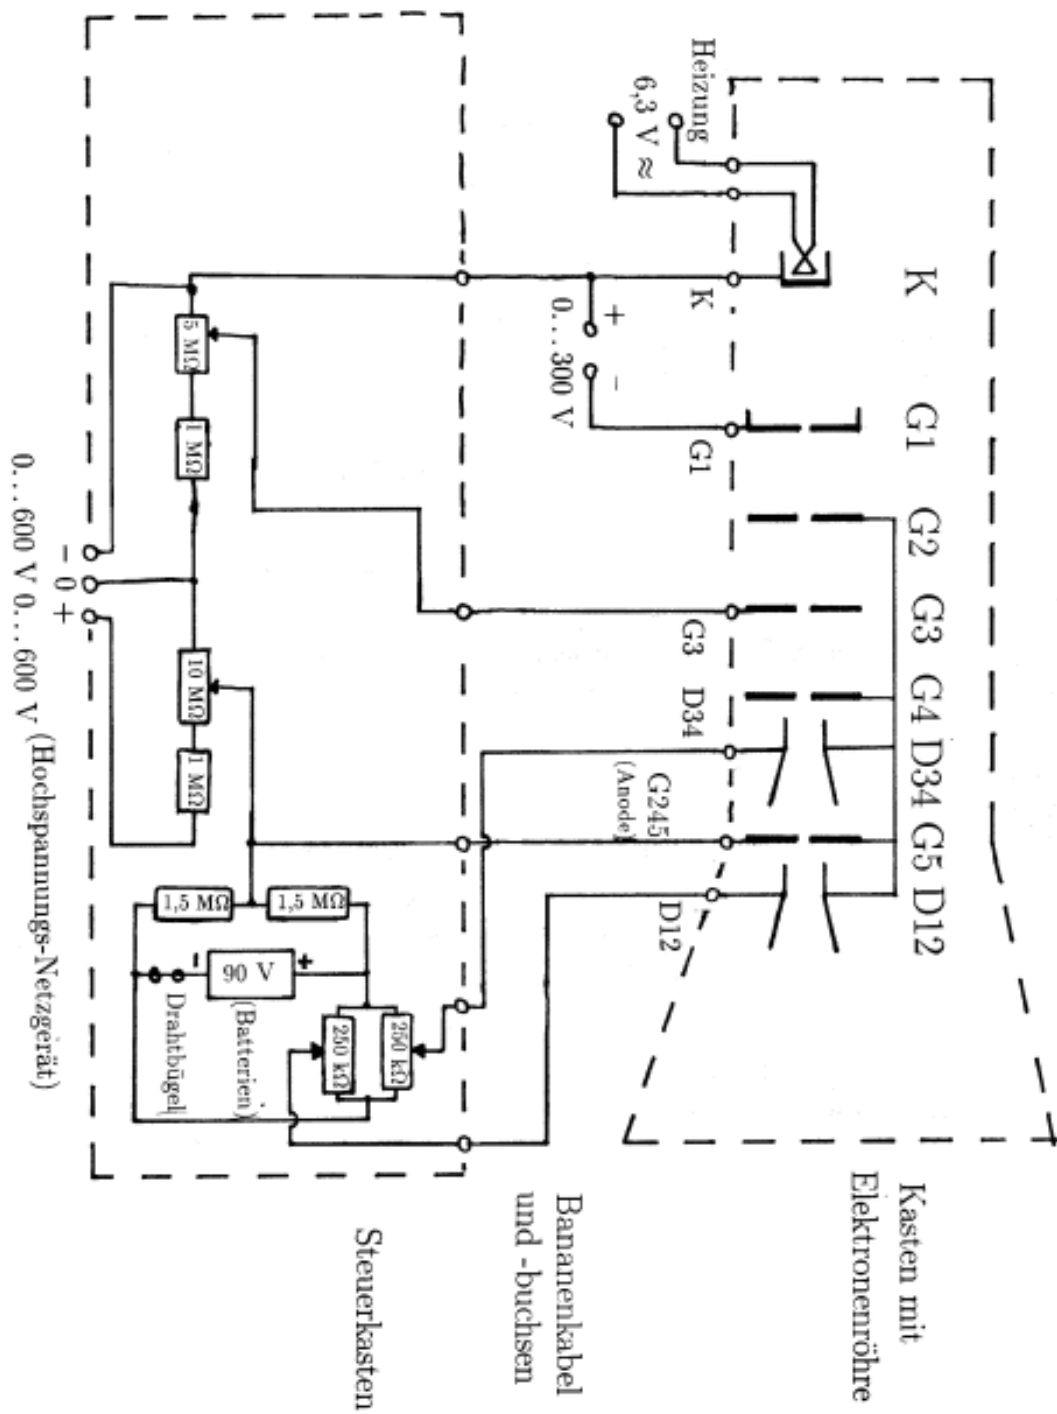 Heizung
6,3 V ≈
K
G1
G2
G3
G4
D34
G5
D12
K
+
0...300 V
−
G1
G3
D34
G245
(Anode)
D12
5 MΩ
1 MΩ
10 MΩ
1 MΩ
− 0 +
0...600 V 0...600 V (Hochspannungs-Netzgerät)
1,5 MΩ
1,5 MΩ
−
90 V
+
(Batterien)
Drahtbügel
250 kΩ
250 kΩ
Steuerkasten
Bananenkabel
und -buchsen
Kasten mit
Elektronenröhre